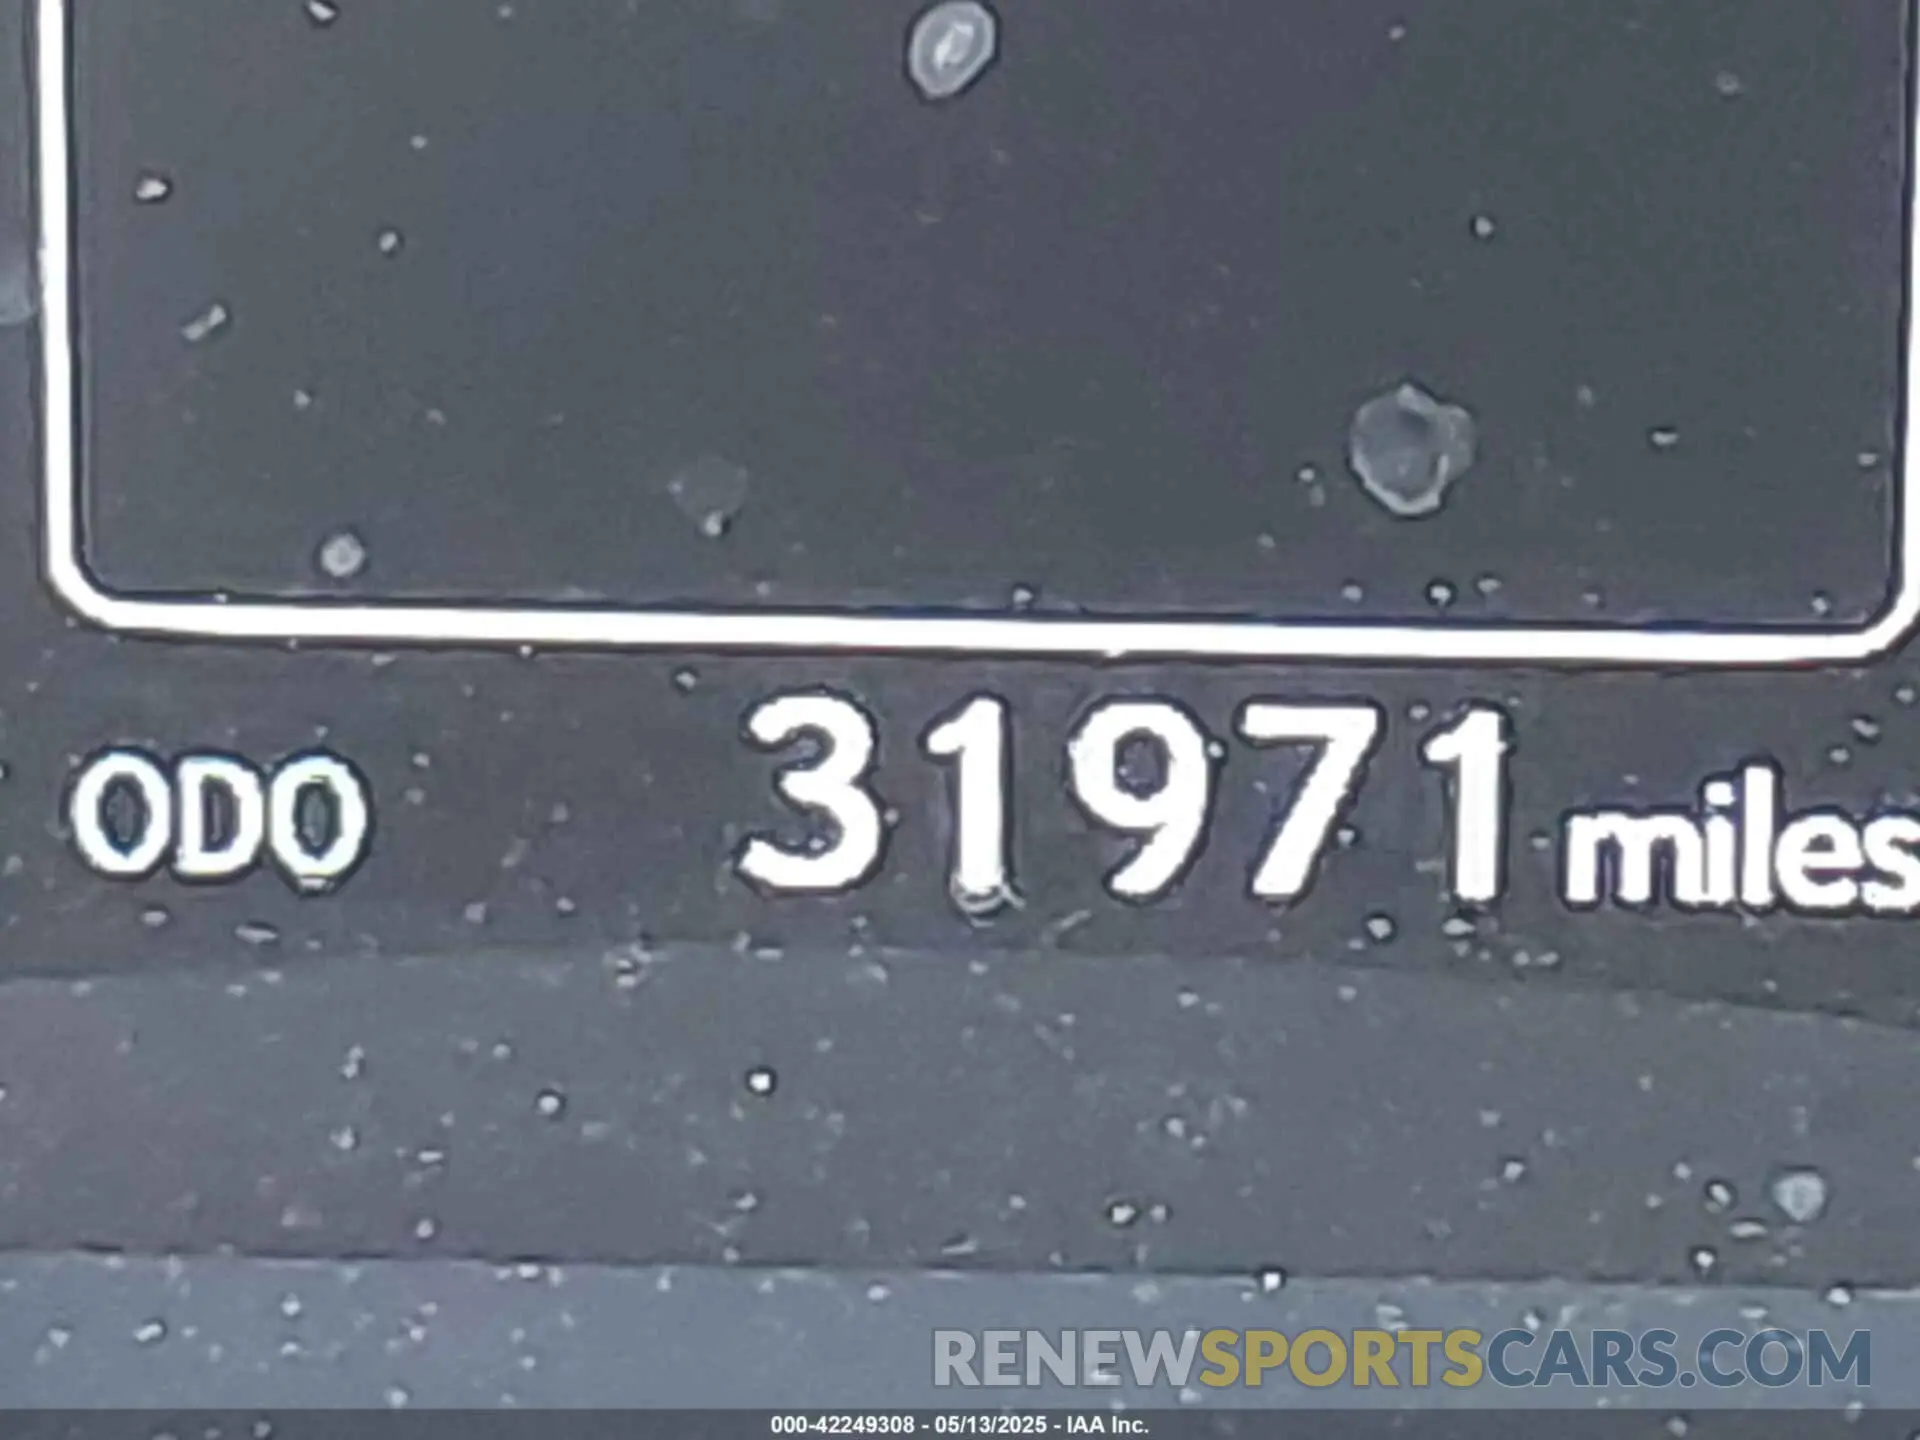 ODO 31971 miles
RENEWSPORTSCARS.COM
000-42249308 - 05/13/2025 - IAA Inc.